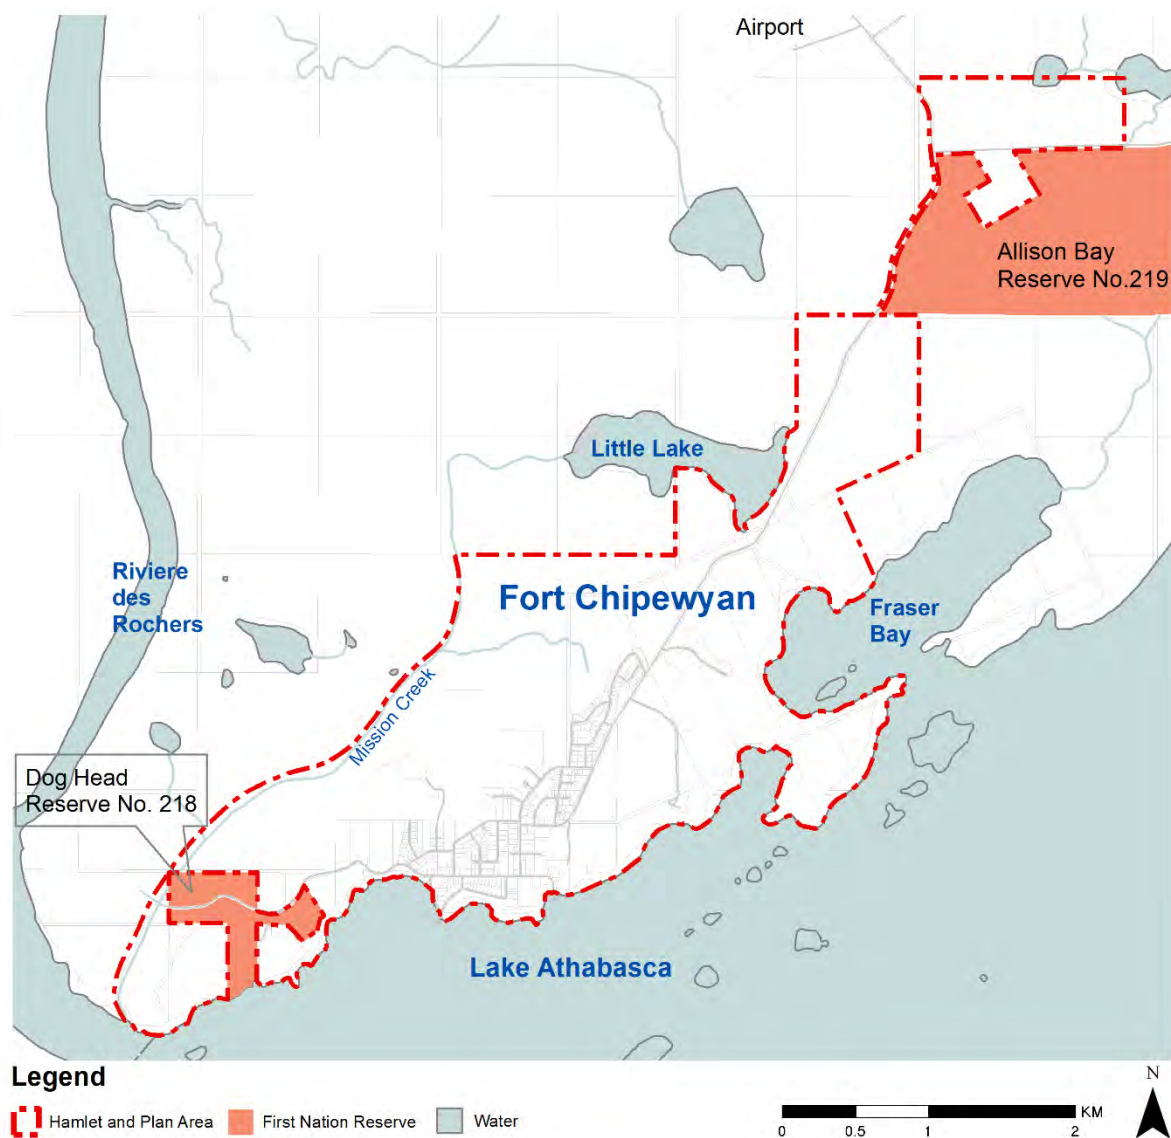 Airport
Allison Bay
Reserve No.219
Little Lake
Riviere
des
Rochers
Fort Chipewyan
Fraser
Bay
Mission Creek
Dog Head
Reserve No. 218
Lake Athabasca
Legend
Hamlet and Plan Area
First Nation Reserve
Water
N
KM
0 0.5 1 2